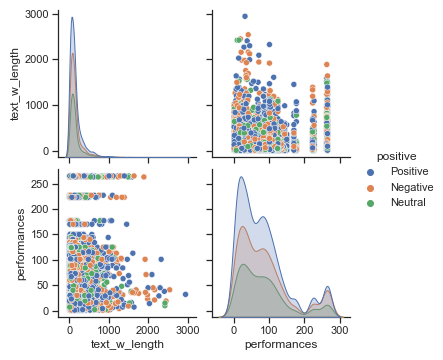 3000
2000
1000
0
text_w_length
250
200
150
100
50
0
performances
0
1000
2000
3000
text_w_length
0
100
200
300
performances
positive
Positive
Negative
Neutral